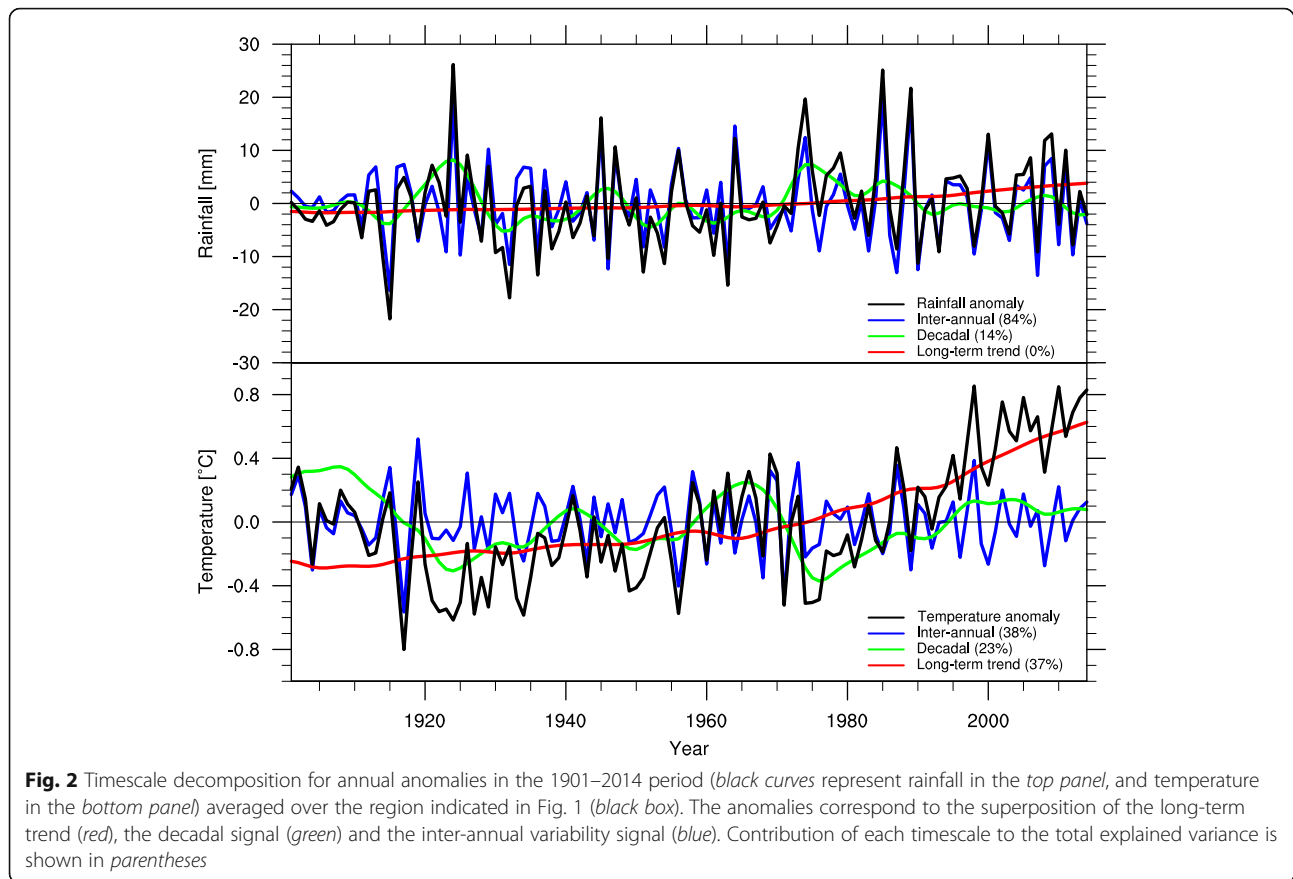 30
20
10
0
-10
-20
-30
Rainfall [mm]
Rainfall anomaly
Inter-annual (84%)
Decadal (14%)
Long-term trend (0%)
0.8
0.4
0.0
-0.4
-0.8
Temperature [°C]
Temperature anomaly
Inter-annual (38%)
Decadal (23%)
Long-term trend (37%)
1920
1940
1960
1980
2000
Year
Fig. 2 Timescale decomposition for annual anomalies in the 1901–2014 period (black curves represent rainfall in the top panel, and temperature
in the bottom panel) averaged over the region indicated in Fig. 1 (black box). The anomalies correspond to the superposition of the long-term
trend (red), the decadal signal (green) and the inter-annual variability signal (blue). Contribution of each timescale to the total explained variance is
shown in parentheses